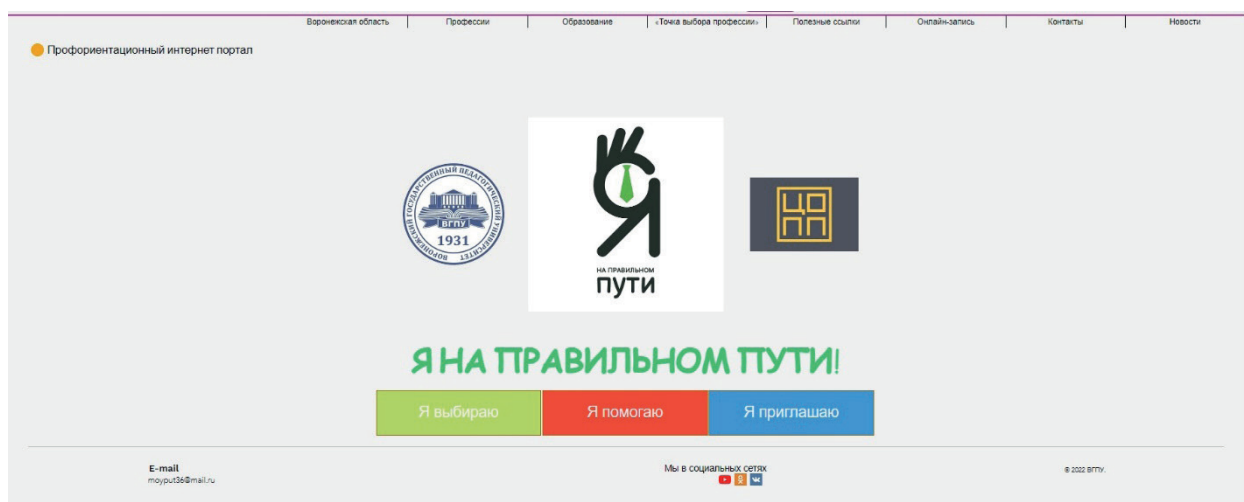 Воронежская область
Профессии
Образование
«Точка выбора профессии»
Полезные ссылки
Онлайн-запись
Контакты
Новости
Профориентационный интернет портал
ВОРОНЕЖСКИЙ ГОСУДАРСТВЕННЫЙ ПЕДАГОГИЧЕСКИЙ УНИВЕРСИТЕТ
ВГПУ
1931
Я
НА ПРАВИЛЬНОМ
ПУТИ
ЦО
ПП
Я НА ПРАВИЛЬНОМ ПУТИ!
Я выбираю
Я помогаю
Я приглашаю
E-mail
moyput36@mail.ru
Мы в социальных сетях
© 2022 ВГПУ.